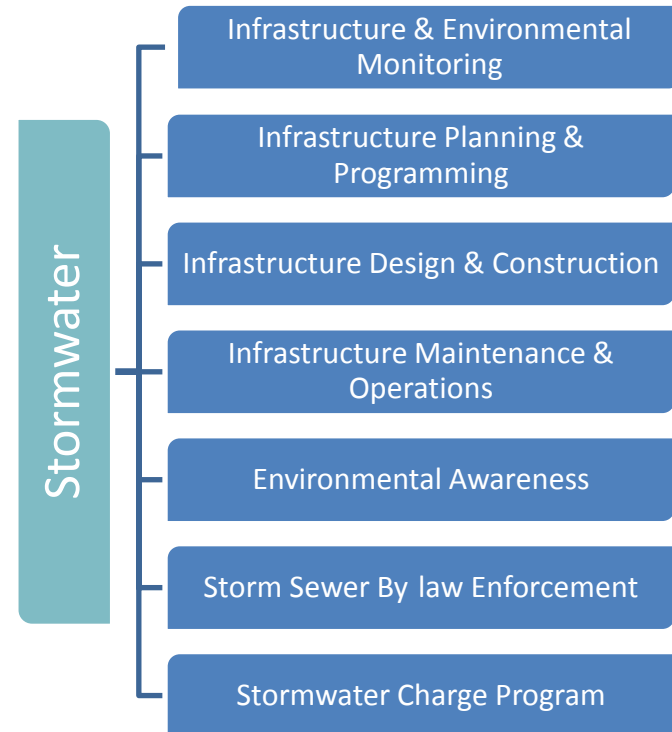 Stormwater
Infrastructure & Environmental
Monitoring
Infrastructure Planning &
Programming
Infrastructure Design & Construction
Infrastructure Maintenance &
Operations
Environmental Awareness
Storm Sewer By law Enforcement
Stormwater Charge Program